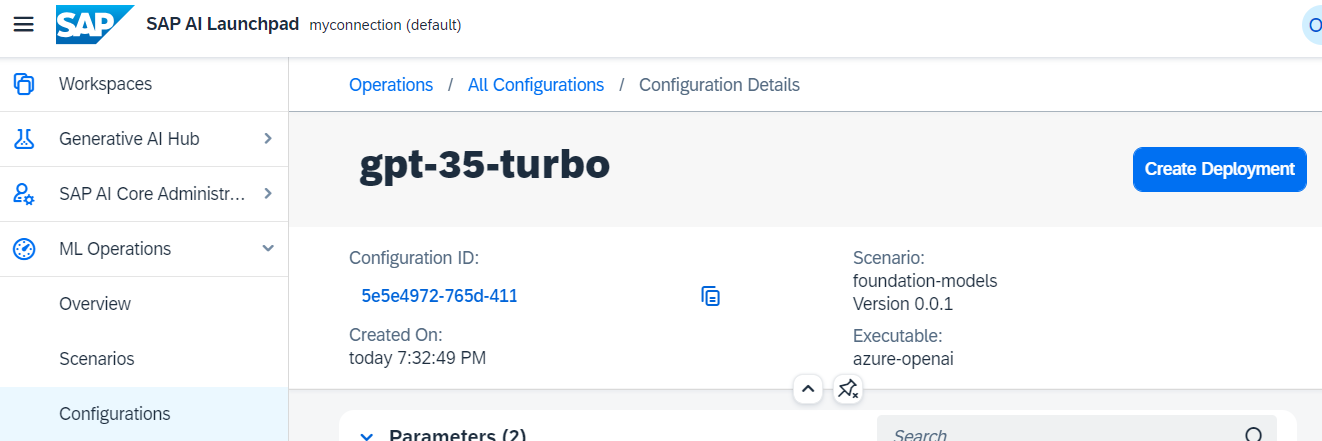 SAP SAP AI Launchpad myconnection (default)
O
Workspaces
Generative AI Hub
SAP AI Core Administr...
ML Operations
Overview
Scenarios
Configurations
Operations / All Configurations / Configuration Details
gpt-35-turbo
Create Deployment
Configuration ID:
5e5e4972-765d-411
Created On:
today 7:32:49 PM
Scenario:
foundation-models
Version 0.0.1
Executable:
azure-openai
Parameters (2)
Search